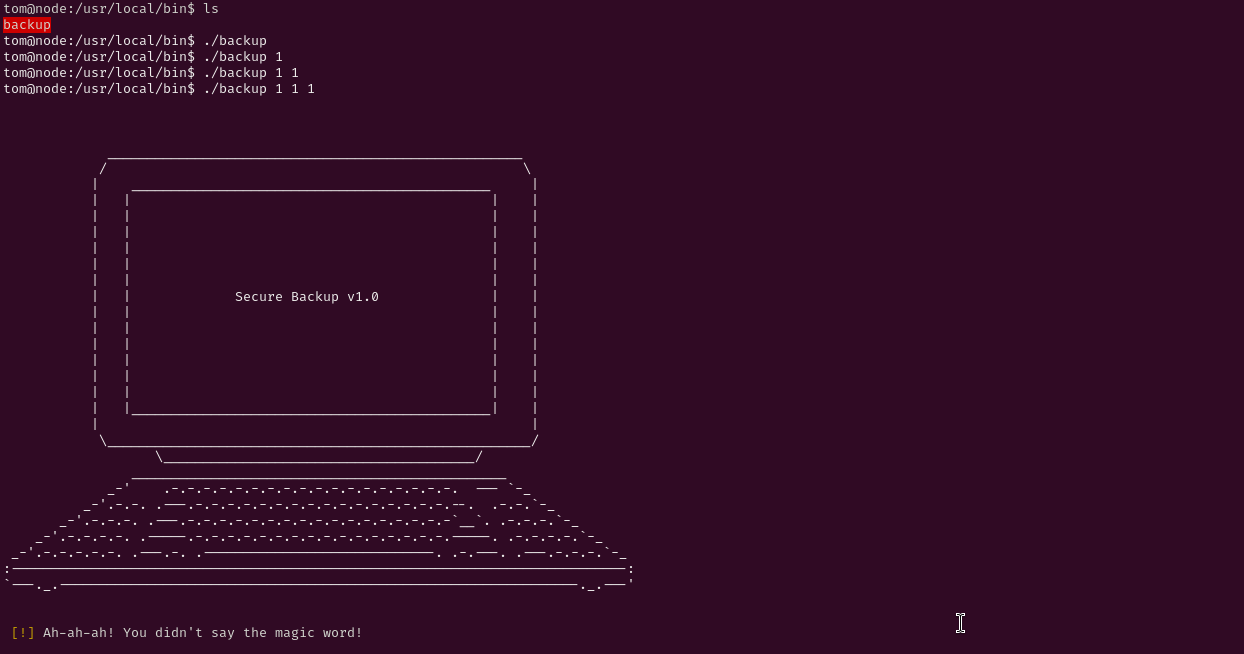 tom@node:/usr/local/bin$ ls
backup
tom@node:/usr/local/bin$ ./backup
tom@node:/usr/local/bin$ ./backup 1
tom@node:/usr/local/bin$ ./backup 1 1
tom@node:/usr/local/bin$ ./backup 1 1 1
Secure Backup v1.0
[!] Ah-ah-ah! You didn't say the magic word!